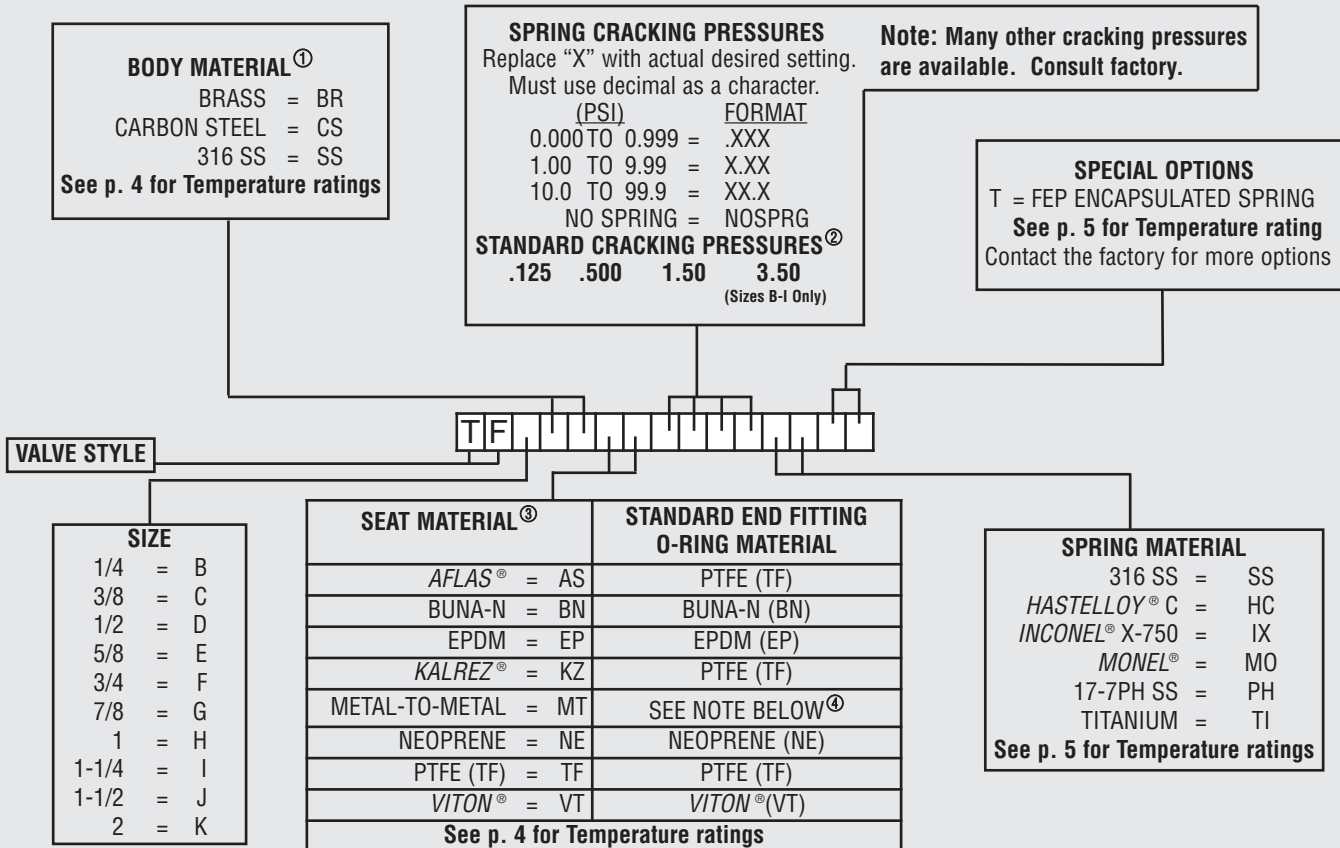 BODY MATERIAL①
BRASS = BR
CARBON STEEL = CS
316 SS = SS
See p. 4 for Temperature ratings
SPRING CRACKING PRESSURES
Replace “X” with actual desired setting.
Must use decimal as a character.
(PSI) FORMAT
0.000 TO 0.999 = .XXX
1.00 TO 9.99 = X.XX
10.0 TO 99.9 = XX.X
NO SPRING = NOSPRG
STANDARD CRACKING PRESSURES②
.125 .500 1.50 3.50
(Sizes B-I Only)
Note: Many other cracking pressures
are available. Consult factory.
SPECIAL OPTIONS
T = FEP ENCAPSULATED SPRING
See p. 5 for Temperature rating
Contact the factory for more options
TF
VALVE STYLE
SIZE
1/4 = B
3/8 = C
1/2 = D
5/8 = E
3/4 = F
7/8 = G
1 = H
1-1/4 = I
1-1/2 = J
2 = K
SEAT MATERIAL③ STANDARD END FITTING
O-RING MATERIAL
AFLAS® = AS PTFE (TF)
BUNA-N = BN BUNA-N (BN)
EPDM = EP EPDM (EP)
KALREZ® = KZ PTFE (TF)
METAL-TO-METAL = MT SEE NOTE BELOW④
NEOPRENE = NE NEOPRENE (NE)
PTFE (TF) = TF PTFE (TF)
VITON® = VT VITON®(VT)
See p. 4 for Temperature ratings
SPRING MATERIAL
316 SS = SS
HASTELLOY® C = HC
INCONEL® X-750 = IX
MONEL® = MO
17-7PH SS = PH
TITANIUM = TI
See p. 5 for Temperature ratings